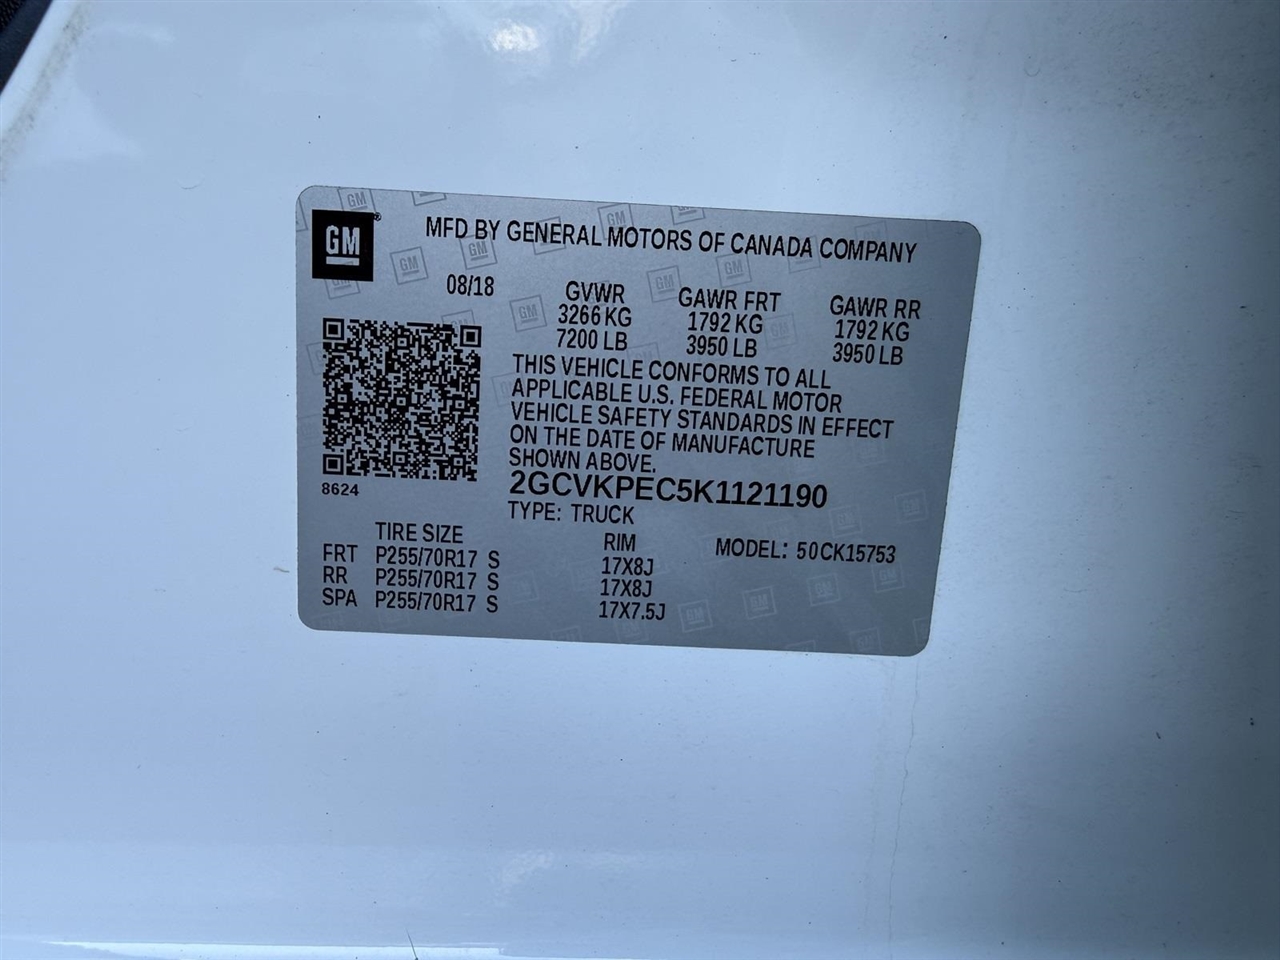 GM
MFD BY GENERAL MOTORS OF CANADA COMPANY
08/18
GVWR
3266 KG
7200 LB
GAWR FRT
1792 KG
3950 LB
GAWR RR
1792 KG
3950 LB
THIS VEHICLE CONFORMS TO ALL
APPLICABLE U.S. FEDERAL MOTOR
VEHICLE SAFETY STANDARDS IN EFFECT
ON THE DATE OF MANUFACTURE
SHOWN ABOVE.
8624
2GCVKPEC5K1121190
TYPE: TRUCK
TIRE SIZE RIM MODEL: 50CK15753
FRT P255/70R17 S 17X8J
RR P255/70R17 S 17X8J
SPA P255/70R17 S 17X7.5J